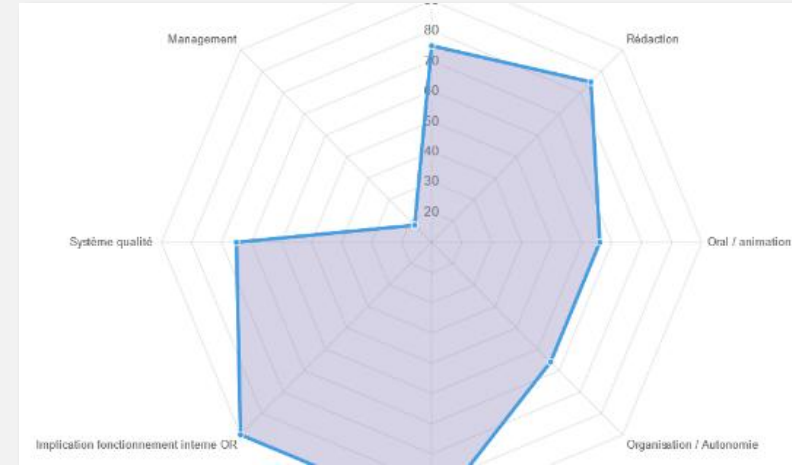 80
Management
Rédaction
70
60
50
40
30
20
Système qualité
Oral / animation
Implication fonctionnement interne OR
Organisation / Autonomie